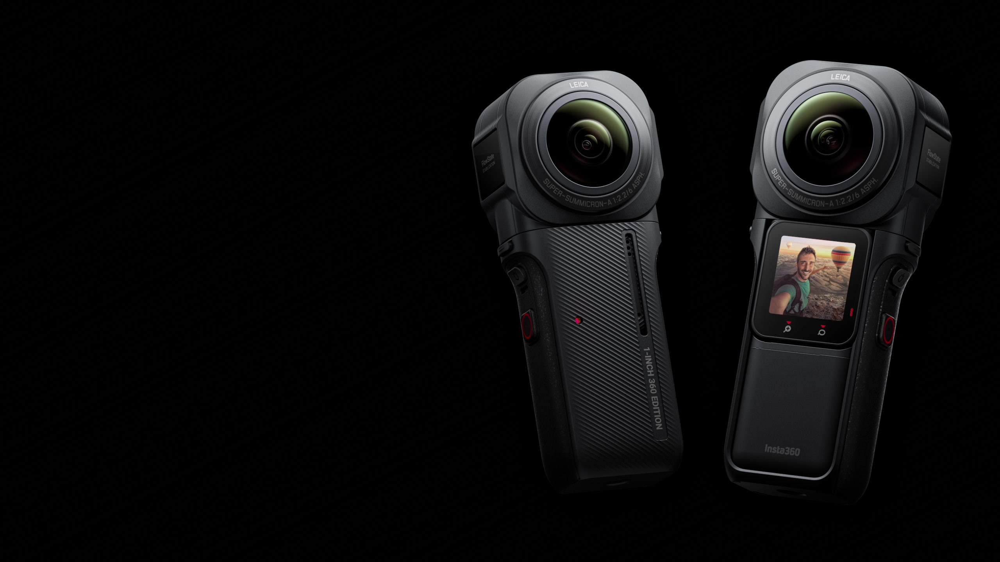 LEICA
SUPER-SUMMICRON-A 1:2.2/6 ASPH.
FlowState
STABILIZATION
1-INCH 360 EDITION
LEICA
SUPER-SUMMICRON-A 1:2.2/6 ASPH.
FlowState
STABILIZATION
Insta360